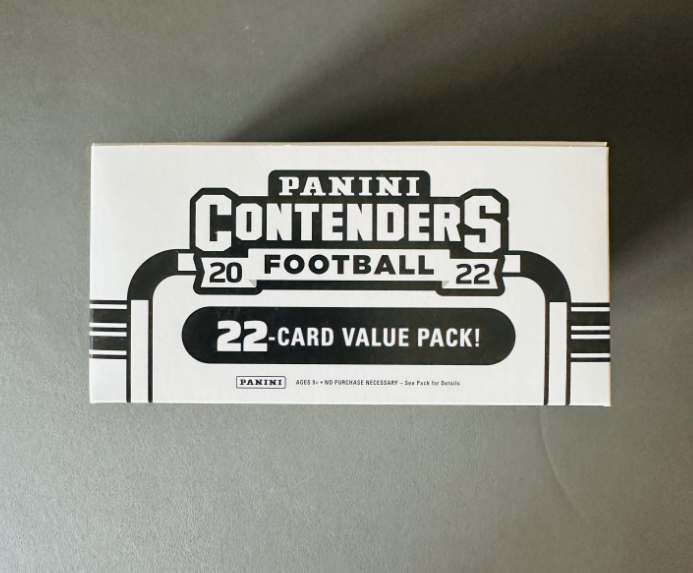 PANINI
CONTENDERS
20 FOOTBALL 22
22-CARD VALUE PACK!
PANINI AGES 9+ • NO PURCHASE NECESSARY – See Pack for Details